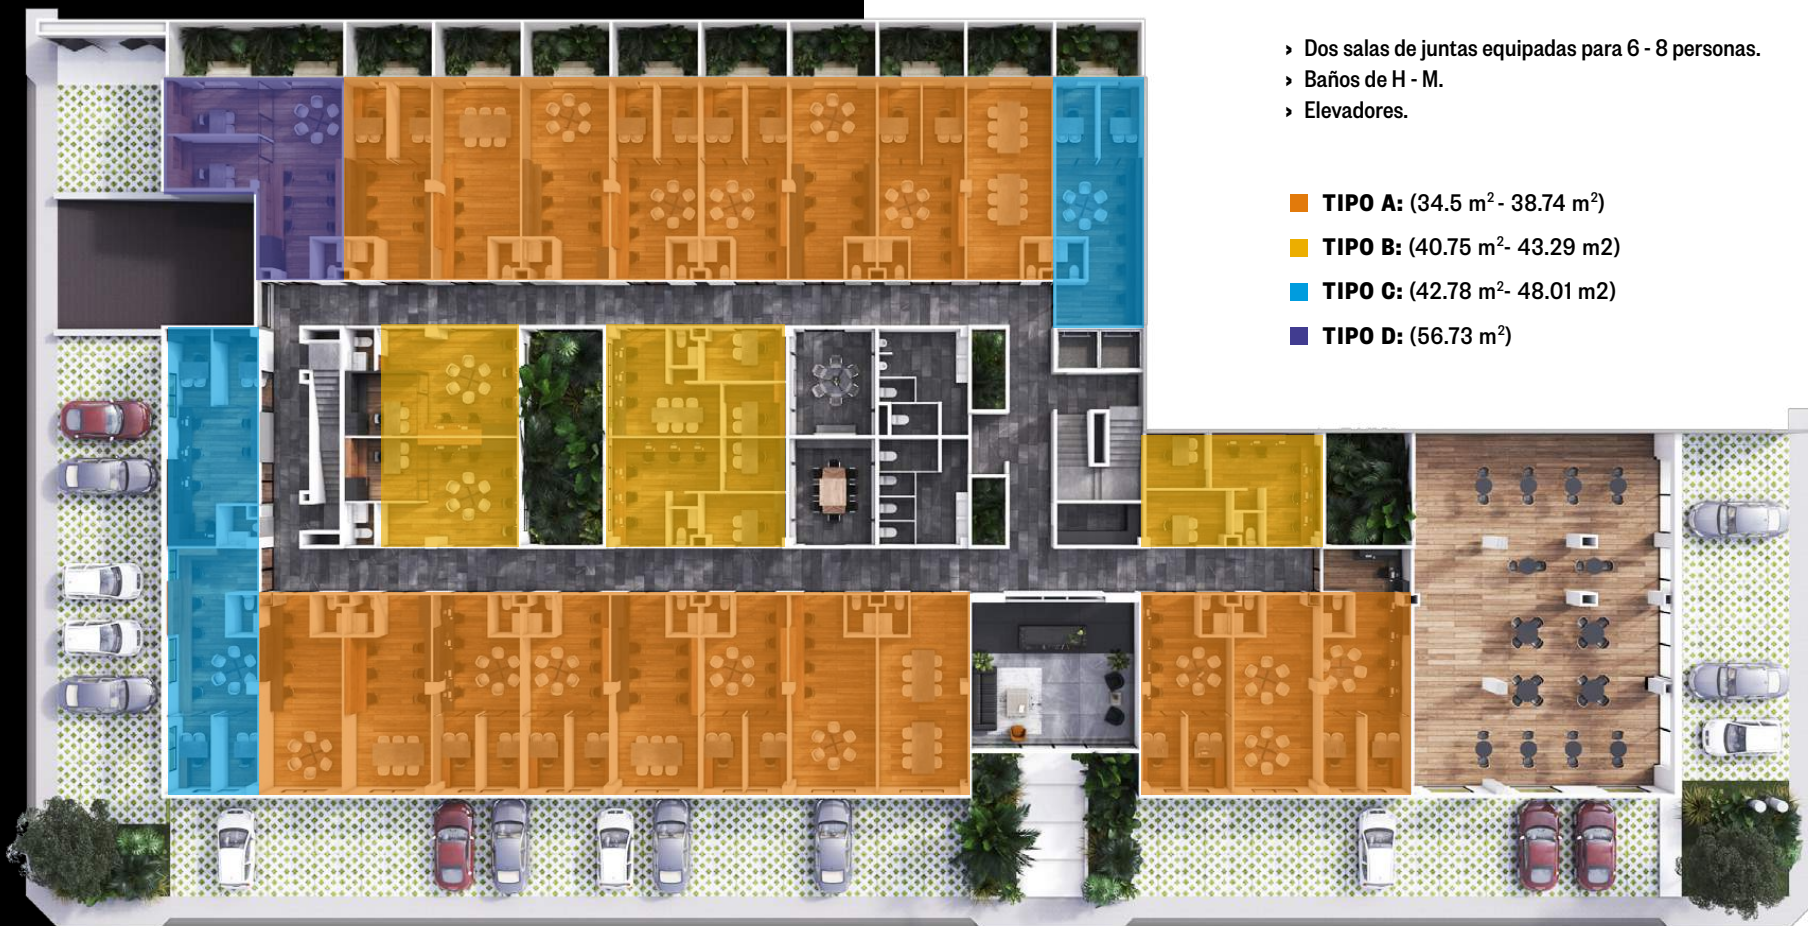 › Dos salas de juntas equipadas para 6 - 8 personas.
› Baños de H - M.
› Elevadores.
TIPO A: (34.5 m² - 38.74 m²)
TIPO B: (40.75 m²- 43.29 m2)
TIPO C: (42.78 m²- 48.01 m2)
TIPO D: (56.73 m²)